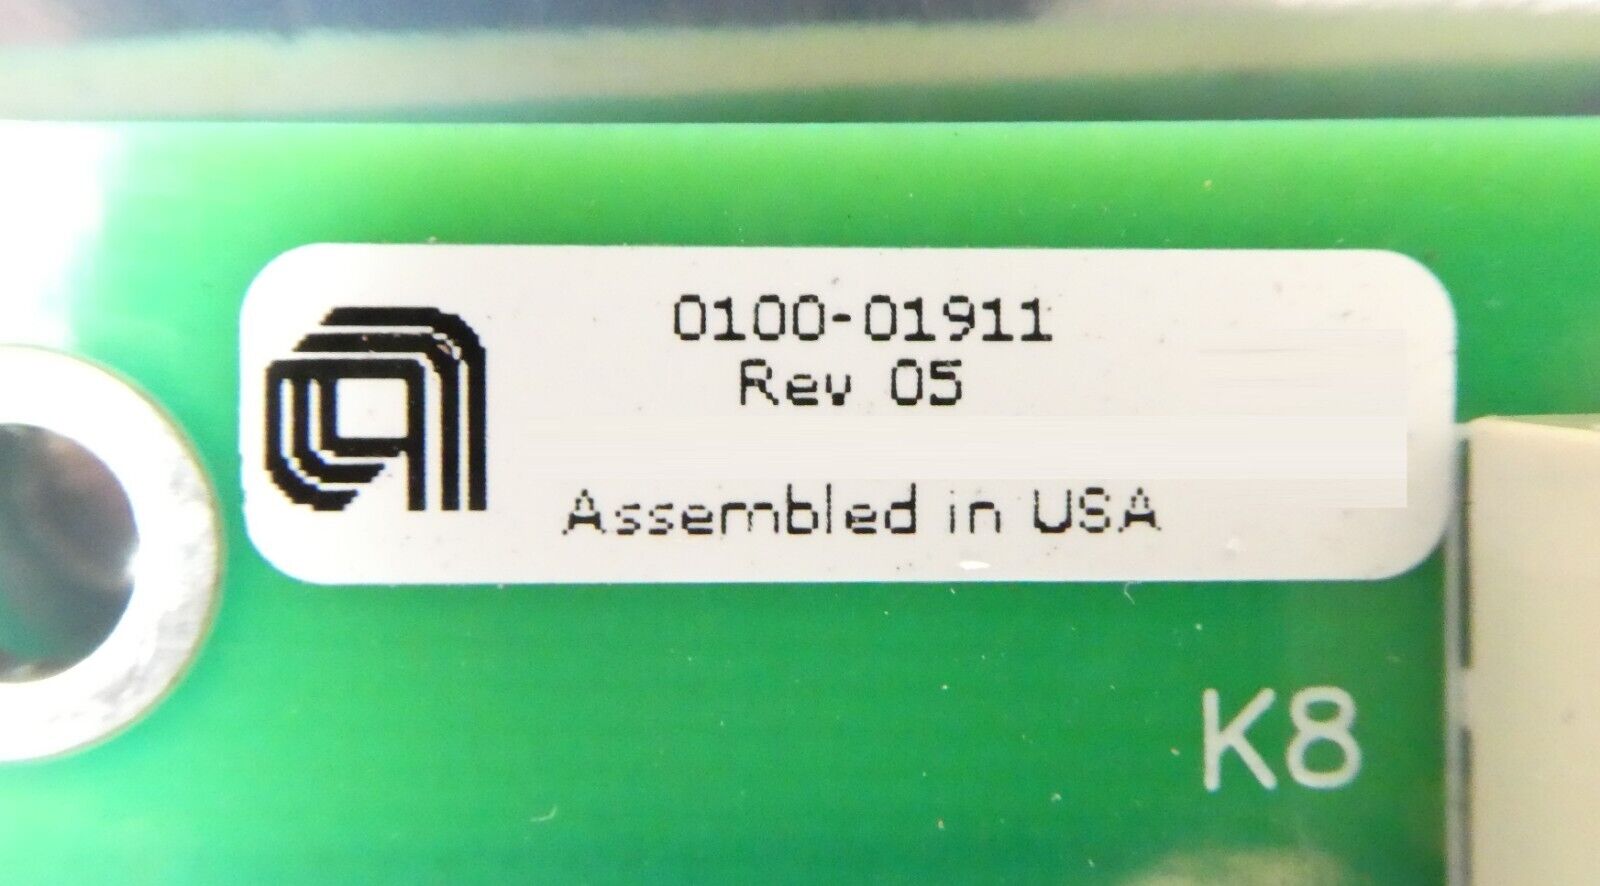 0100-01911
Rev 05
Assembled in USA
K8